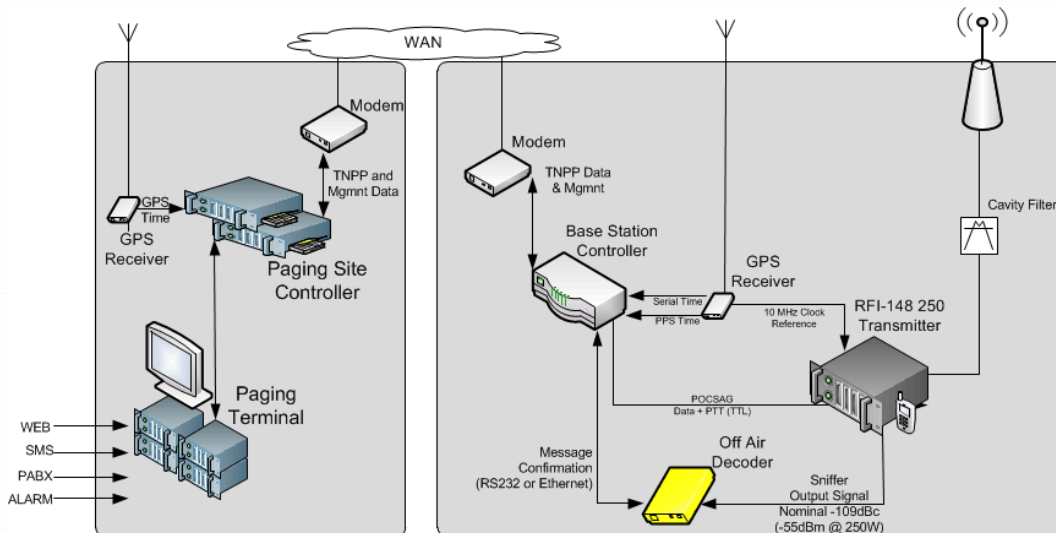 WAN
Modem
TNPP and
Mgmnt Data
GPS
Time
GPS
Receiver
Paging Site
Controller
Paging
Terminal
WEB
SMS
PABX
ALARM
Modem
TNPP Data
& Mgmnt
Base Station
Controller
GPS
Receiver
Serial Time
PPS Time
10 MHz Clock
Reference
Cavity Filter
RFI-148 250
Transmitter
POCSAG
Data + PTT (TTL)
Message
Confirmation
(RS232 or Ethernet)
Off Air
Decoder
Sniffer
Output Signal
Nominal -109dBc
(-55dBm @ 250W)